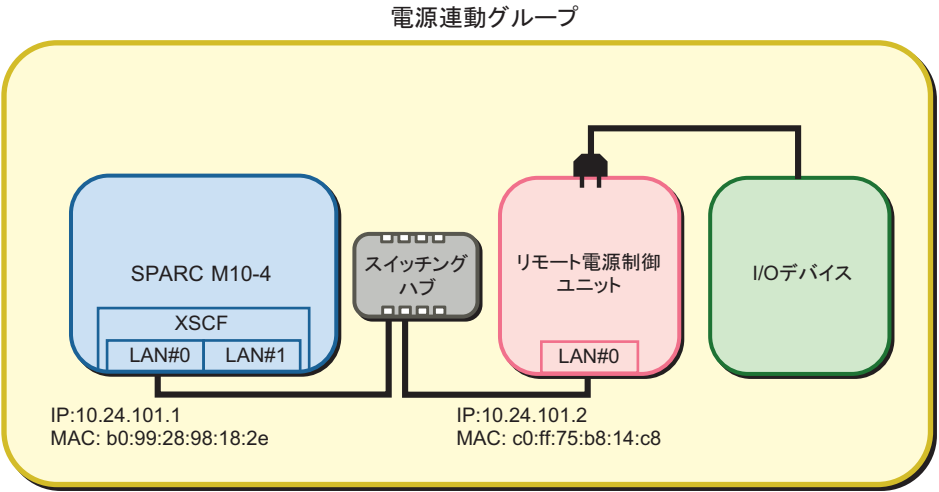 電源連動グループ
SPARC M10-4
XSCF
LAN#0
LAN#1
スイッチング
ハブ
リモート電源制御
ユニット
LAN#0
I/Oデバイス
IP:10.24.101.1
MAC: b0:99:28:98:18:2e
IP:10.24.101.2
MAC: c0:ff:75:b8:14:c8